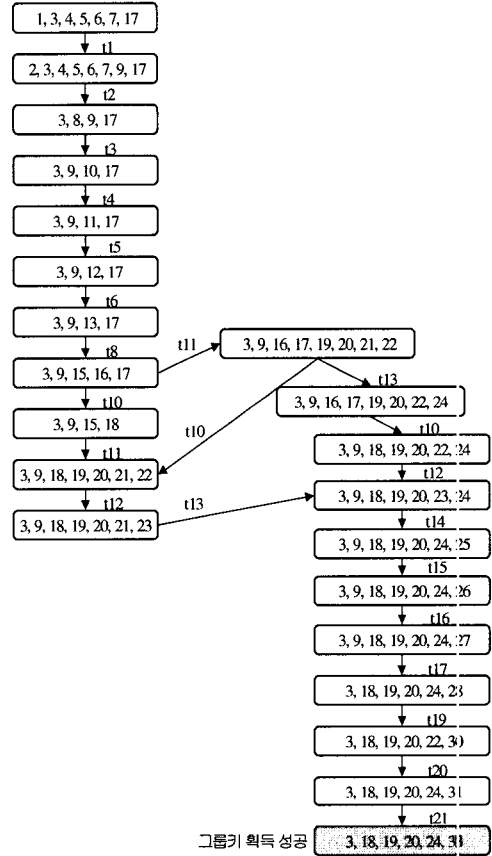 1, 3, 4, 5, 6, 7, 17
t1
2, 3, 4, 5, 6, 7, 9, 17
t2
3, 8, 9, 17
t3
3, 9, 10, 17
t4
3, 9, 11, 17
t5
3, 9, 12, 17
t6
3, 9, 13, 17
t8
3, 9, 15, 16, 17
t10
3, 9, 15, 18
t11
3, 9, 18, 19, 20, 21, 22
t12
3, 9, 18, 19, 20, 21, 23
t11
3, 9, 16, 17, 19, 20, 21, 22
t10
t13
3, 9, 16, 17, 19, 20, 22, 24
t10
3, 9, 18, 19, 20, 22, 24
t12
t13
3, 9, 18, 19, 20, 23, 24
t14
3, 9, 18, 19, 20, 24, 25
t15
3, 9, 18, 19, 20, 24, 26
t16
3, 9, 18, 19, 20, 24, 27
t17
3, 18, 19, 20, 24,
t19
3, 18, 19, 20, 22, 30
t20
3, 18, 19, 20, 24, 31
t21
그룹키 획득 성공
3, 18, 19, 20, 24,